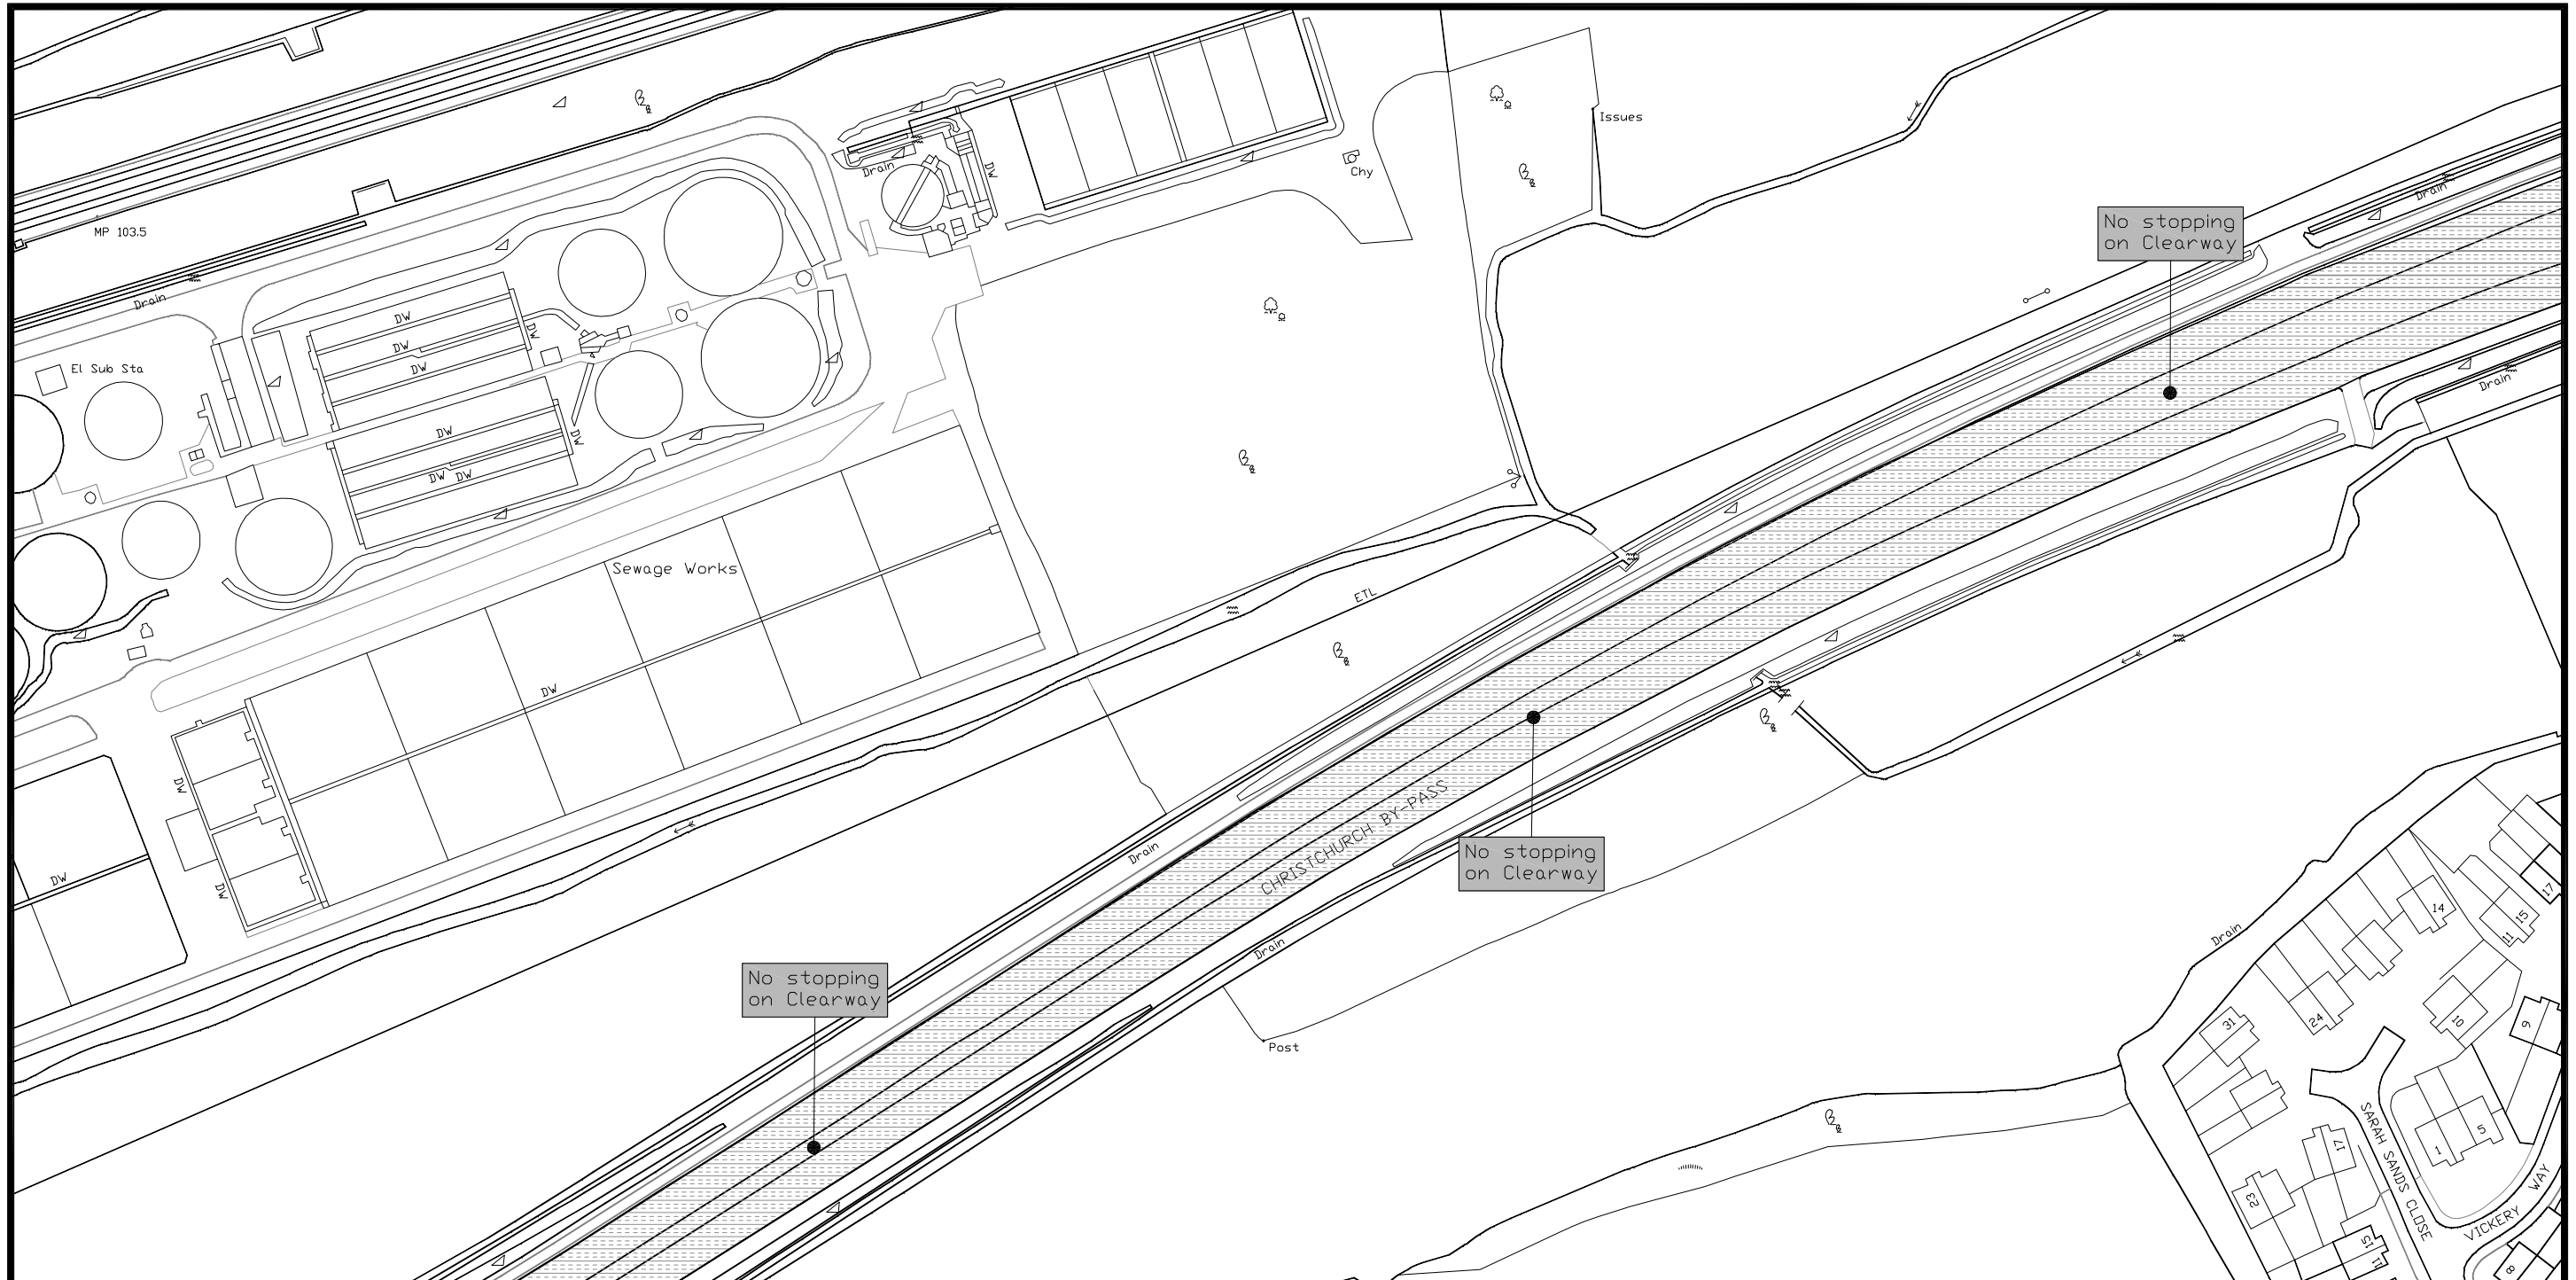 Issues
Drain
DW
Chy
MP 103.5
Drain
Drain
No stopping
on Clearway
El Sub Sta
DW
DW
DW
DW
DW
DW
DW DW
Drain
Sewage Works
ETL
DW
DW
DW
DW
Drain
CHRISTCHURCH BY-PASS
No stopping
on Clearway
Drain
No stopping
on Clearway
Post
Drain
14
15
11
17
31
24
10
9
1
5
17
23
15
11
8
SARAH SANDS CLOSE
VICKERY
WAY